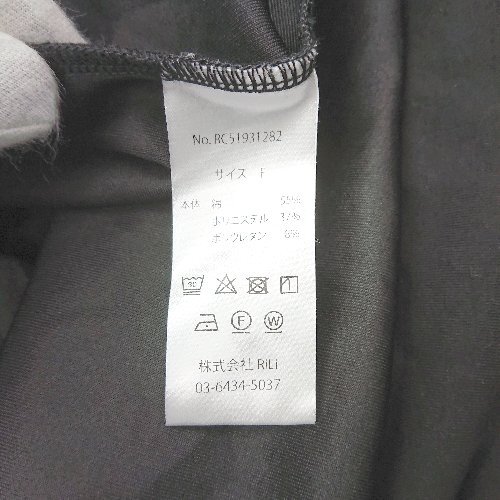 No. RC51931282
サイズ F
本体 綿
ポリエステル 37%
ポリウレタン
F W
株式会社 RiLi
03-6434-5037